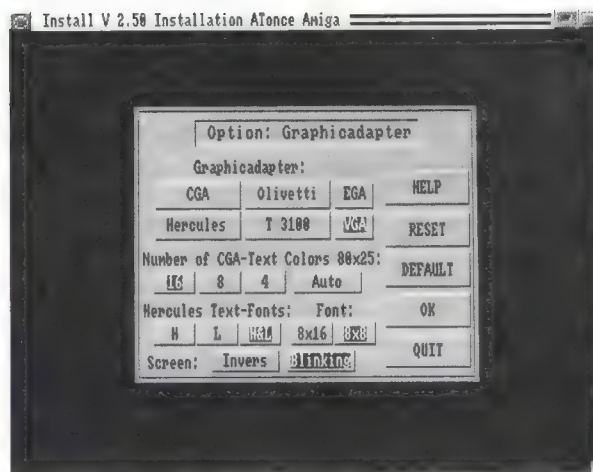 Install V 2.50 Installation ATonce Amiga
Option: Graphicadapter
Graphicadapter:
CGA Olivetti EGA
Hercules T 3100 VGA
Number of CGA-Text Colors 80x25:
16 8 4 Auto
Hercules Text-Fonts: Font:
H L H&L 8x16 8x8
Screen: Invers Blinking
HELP
RESET
DEFAULT
OK
QUIT